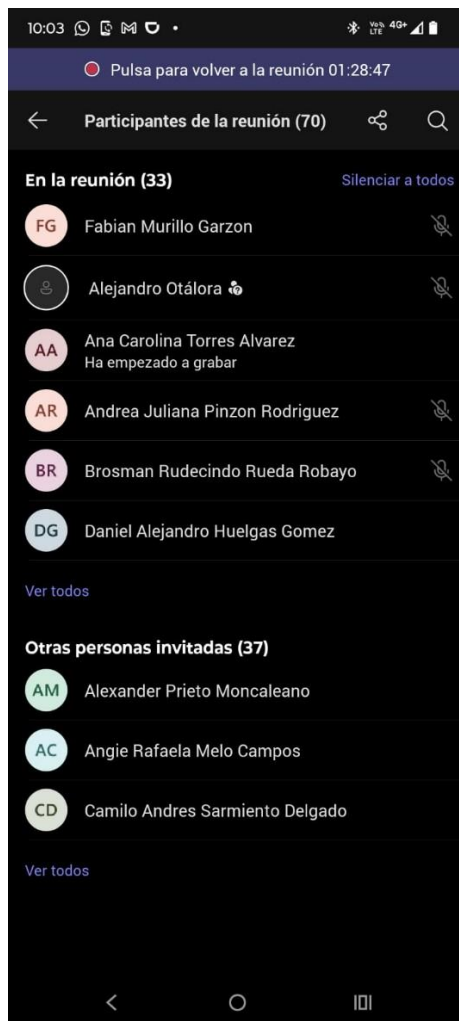 10:03
VoD LTE 4G+
Pulsa para volver a la reunión 01:28:47
Participantes de la reunión (70)
En la reunión (33)
Silenciar a todos
FG Fabian Murillo Garzon
Alejandro Otálora
AA Ana Carolina Torres Alvarez
Ha empezado a grabar
AR Andrea Juliana Pinzon Rodriguez
BR Brosman Rudecindo Rueda Robayo
DG Daniel Alejandro Huelgas Gomez
Ver todos
Otras personas invitadas (37)
AM Alexander Prieto Moncaleano
AC Angie Rafaela Melo Campos
CD Camilo Andres Sarmiento Delgado
Ver todos